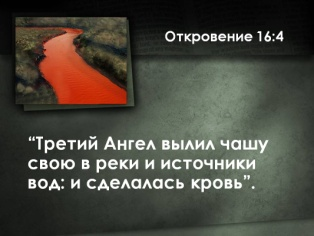 Откровение 16:4
“Третий Ангел вылил чашу
свою в реки и источники
вод: и сделалась кровь”.